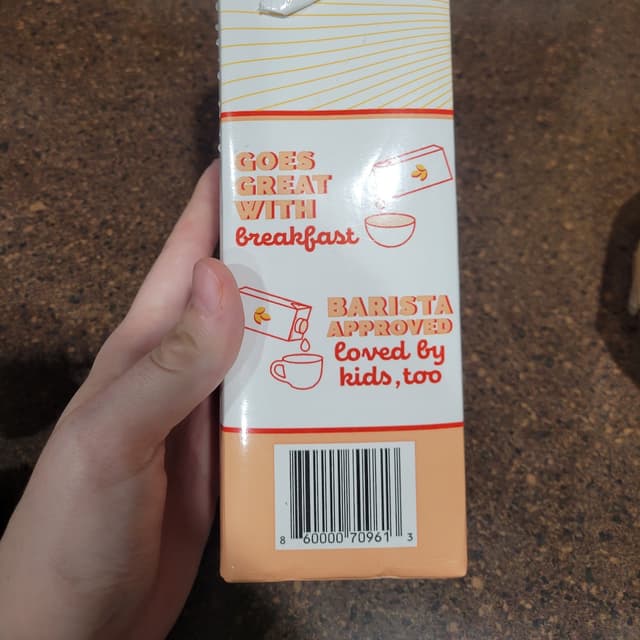 GOES
GREAT
WITH
breakfast
BARISTA
APPROVED
loved by
kids, too
8 60000 70961 3